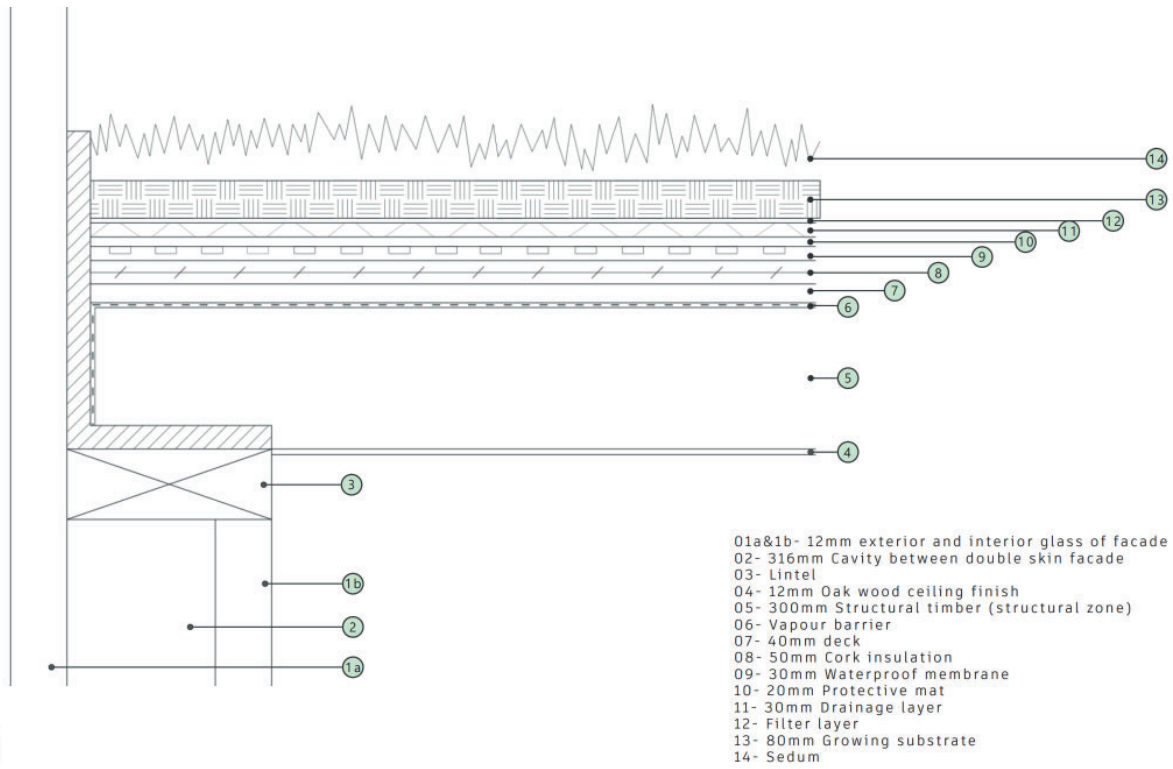 14
13
12
11
10
9
8
7
6
5
4
3
1b
2
1a
01a&1b- 12mm exterior and interior glass of facade
02- 316mm Cavity between double skin facade
03- Lintel
04- 12mm Oak wood ceiling finish
05- 300mm Structural timber (structural zone)
06- Vapour barrier
07- 40mm deck
08- 50mm Cork insulation
09- 30mm Waterproof membrane
10- 20mm Protective mat
11- 30mm Drainage layer
12- Filter layer
13- 80mm Growing substrate
14- Sedum